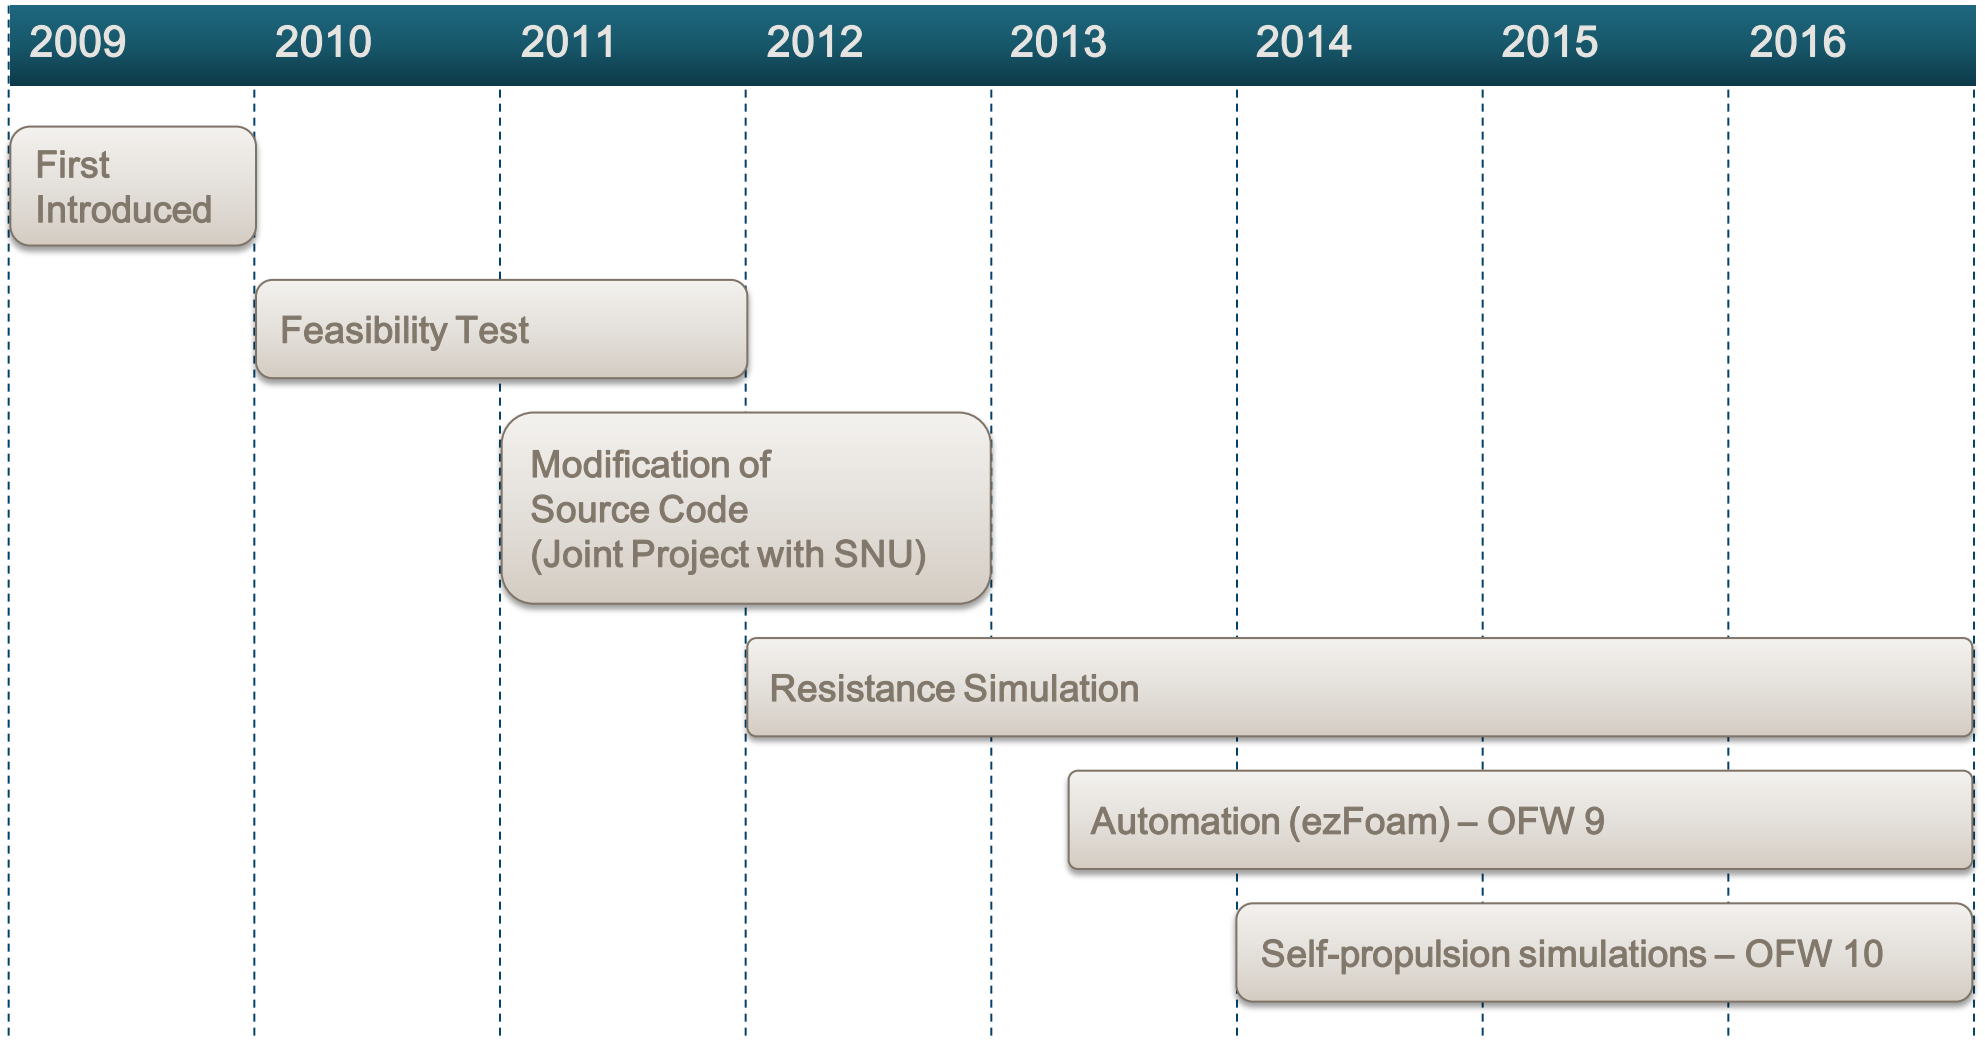 2009 2010 2011 2012 2013 2014 2015 2016
First
Introduced
Feasibility Test
Modification of
Source Code
(Joint Project with SNU)
Resistance Simulation
Automation (ezFoam) – OFW 9
Self-propulsion simulations – OFW 10